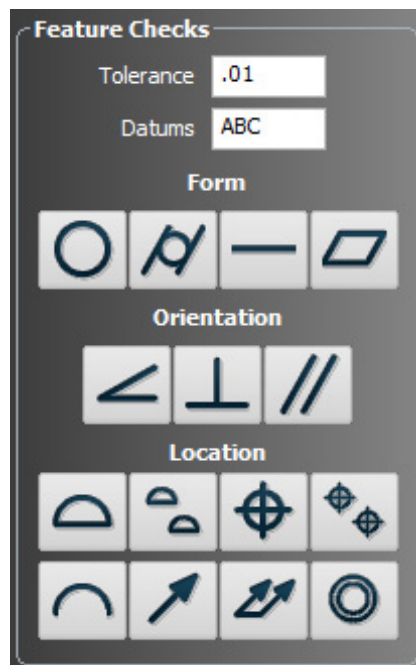 Feature Checks
Tolerance .01
Datums ABC
Form
Orientation
Location